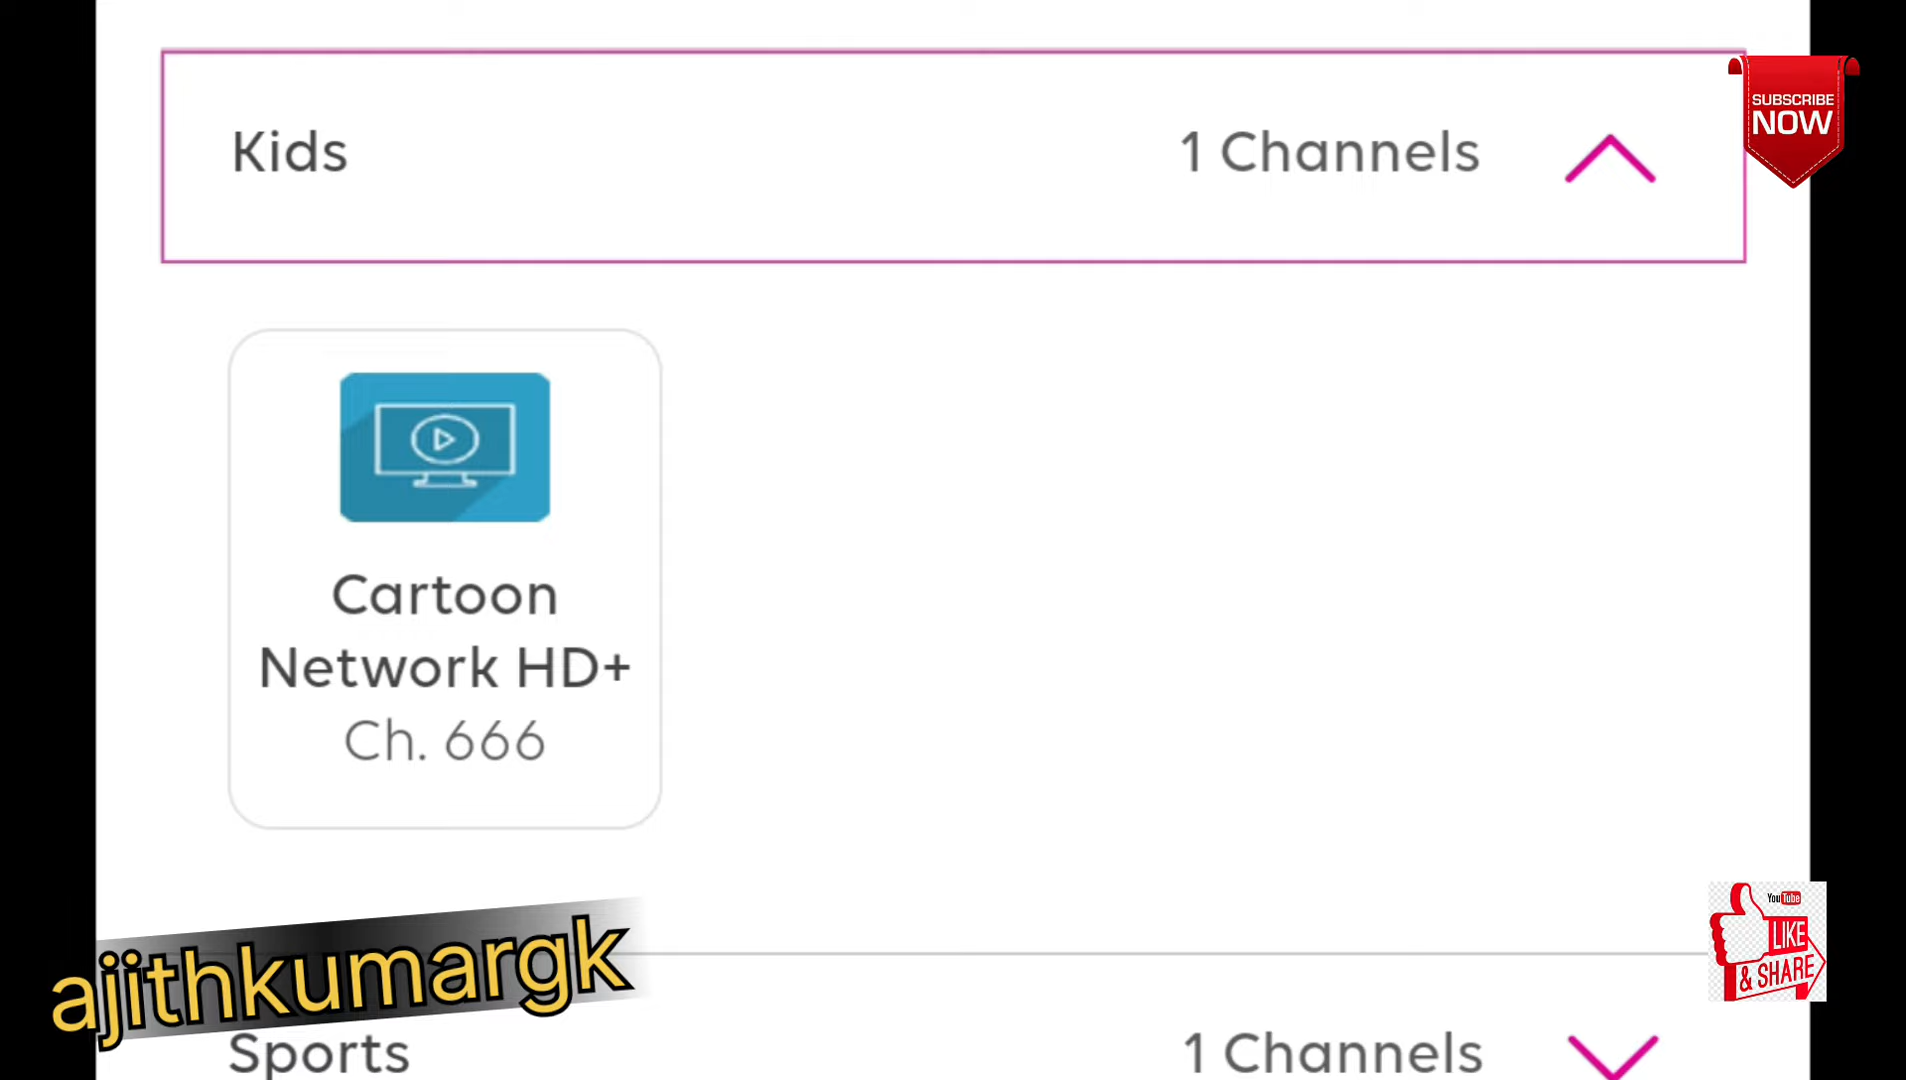 Kids
1 Channels
SUBSCRIBE
NOW
Cartoon
Network HD+
Ch. 666
YouTube
LIKE
& SHARE
ajithkumargk
Sports
1 Channels